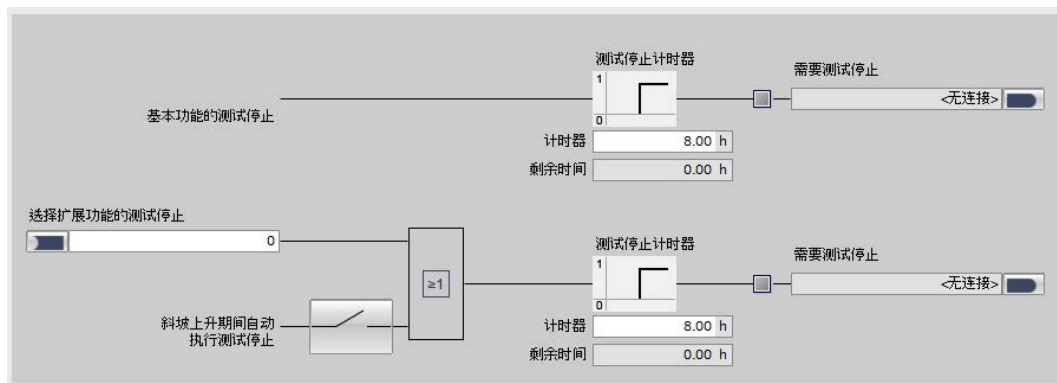 测试停止计时器
需要测试停止
1
<无连接>
基本功能的测试停止
0
计时器 8.00 h
剩余时间 0.00 h
选择扩展功能的测试停止
0
测试停止计时器
需要测试停止
1
≥1
<无连接>
0
斜坡上升期间自动
执行测试停止
计时器 8.00 h
剩余时间 0.00 h